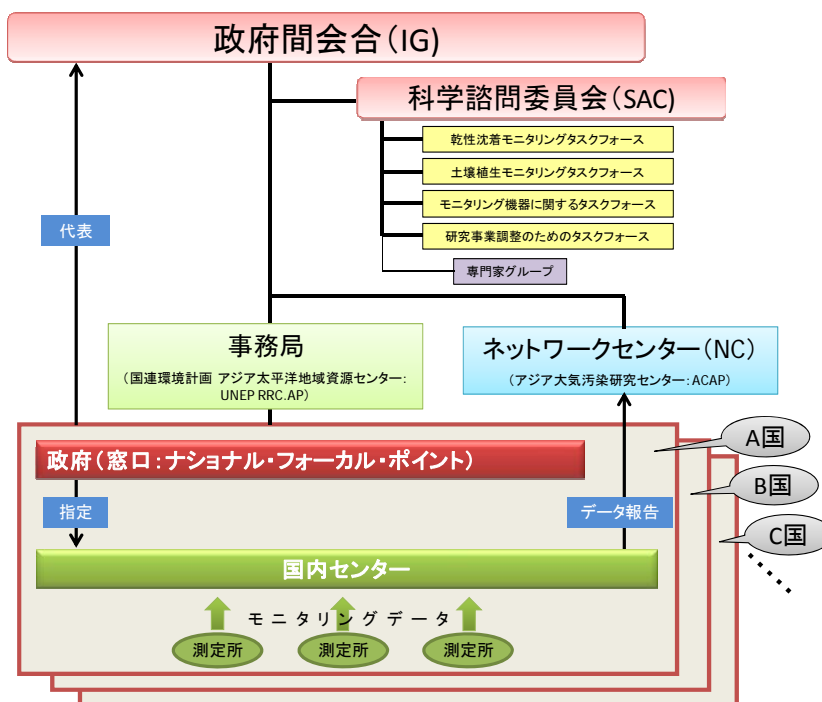 政府間会合(IG)
科学諮問委員会(SAC)
乾性沈着モニタリングタスクフォース
土壌植生モニタリングタスクフォース
モニタリング機器に関するタスクフォース
研究事業調整のためのタスクフォース
専門家グループ
代表
事務局
(国連環境計画 アジア太平洋地域資源センター:
UNEP RRC.AP)
ネットワークセンター(NC)
(アジア大気汚染研究センター:ACAP)
政府(窓口:ナショナル・フォーカル・ポイント)
A国
B国
C国
指定
データ報告
国内センター
モニタリングデータ
測定所
測定所
測定所